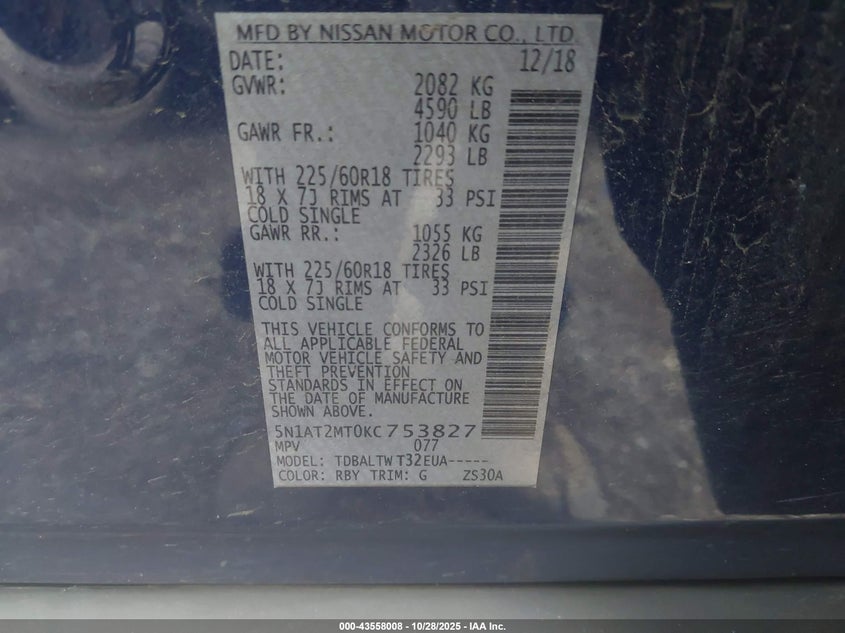 MFD BY NISSAN MOTOR CO., LTD.
DATE: 12/18
GVWR: 2082 KG
4590 LB
GAWR FR.: 1040 KG
2293 LB
WITH 225/60R18 TIRES
18 X 7J RIMS AT 33 PSI
COLD SINGLE
GAWR RR.: 1055 KG
2326 LB
WITH 225/60R18 TIRES
18 X 7J RIMS AT 33 PSI
COLD SINGLE
THIS VEHICLE CONFORMS TO
ALL APPLICABLE FEDERAL
MOTOR VEHICLE SAFETY AND
THEFT PREVENTION
STANDARDS IN EFFECT ON
THE DATE OF MANUFACTURE
SHOWN ABOVE.
5N1AT2MT0KC753827
MPV 077
MODEL: TDBALTW T32EUA-----
COLOR: RBY TRIM: G ZS30A
000-43558008 - 10/28/2025 - IAA Inc.